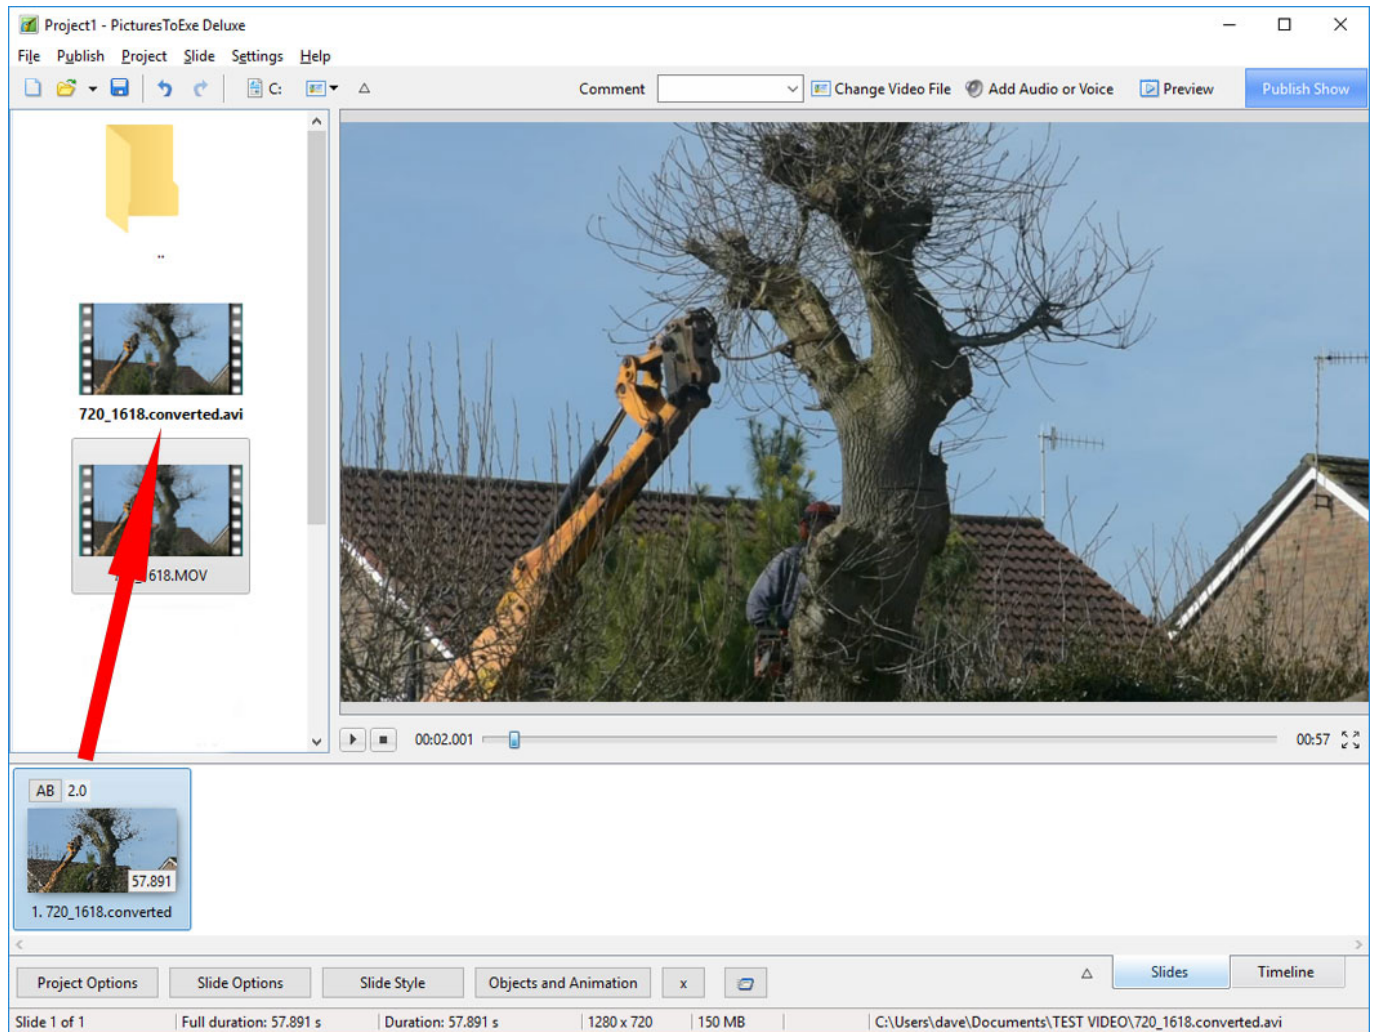 Project1 - PicturesToExe Deluxe
File Publish Project Slide Settings Help
C: Comment Change Video File Add Audio or Voice Preview Publish Show
..
720_1618.converted.avi
618.MOV
00:02.001 00:57
AB 2.0
57.891
1. 720_1618.converted
Project Options Slide Options Slide Style Objects and Animation x Slides Timeline
Slide 1 of 1 Full duration: 57.891 s Duration: 57.891 s 1280 x 720 150 MB C:\Users\dave\Documents\TEST VIDEO\720_1618.converted.avi